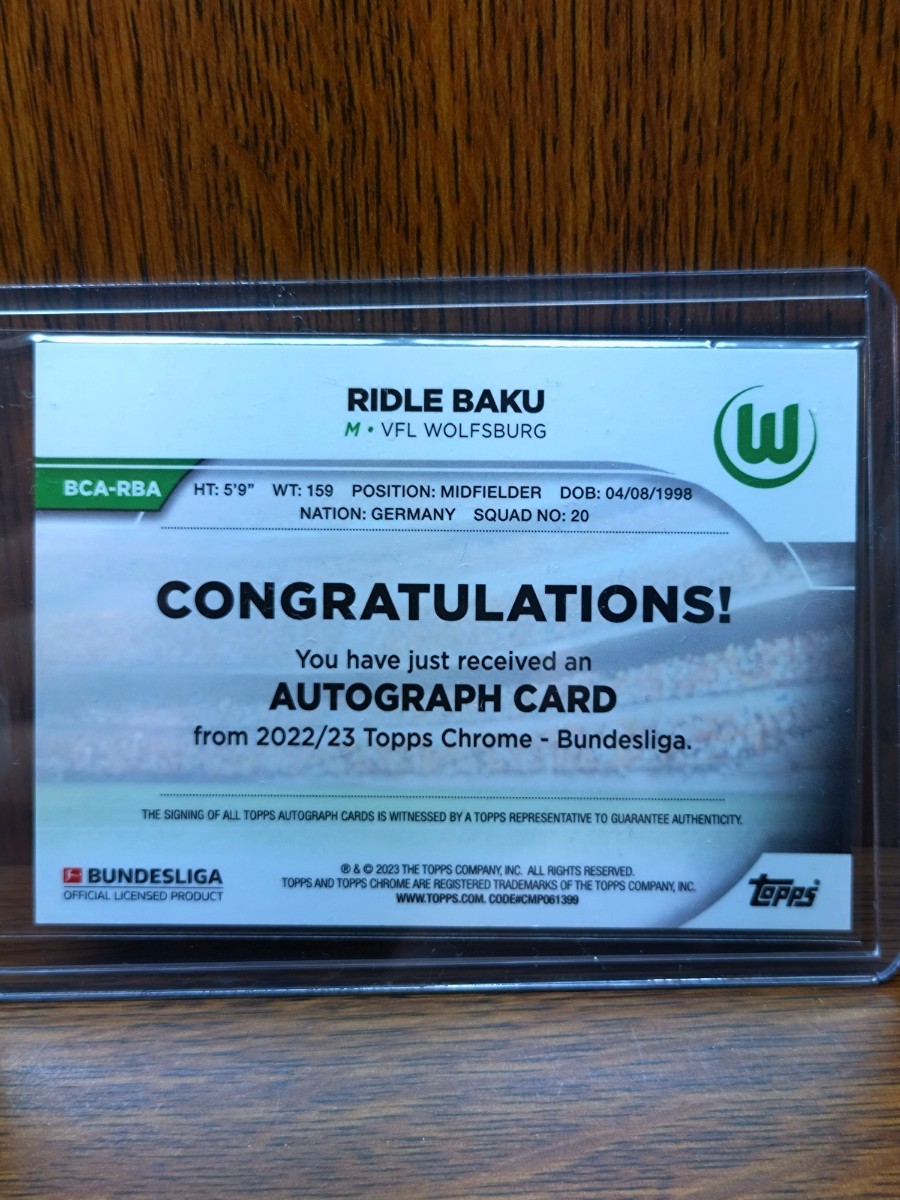 RIDLE BAKU
M • VFL WOLFSBURG
W
BCA-RBA
HT: 5'9" WT: 159 POSITION: MIDFIELDER DOB: 04/08/1998
NATION: GERMANY SQUAD NO: 20
CONGRATULATIONS!
You have just received an
AUTOGRAPH CARD
from 2022/23 Topps Chrome - Bundesliga.
THE SIGNING OF ALL TOPPS AUTOGRAPH CARDS IS WITNESSED BY A TOPPS REPRESENTATIVE TO GUARANTEE AUTHENTICITY.
BUNDESLIGA
OFFICIAL LICENSED PRODUCT
® & © 2023 THE TOPPS COMPANY, INC. ALL RIGHTS RESERVED.
TOPPS AND TOPPS CHROME ARE REGISTERED TRADEMARKS OF THE TOPPS COMPANY, INC.
WWW.TOPPS.COM. CODE#CMP061399
Topps®